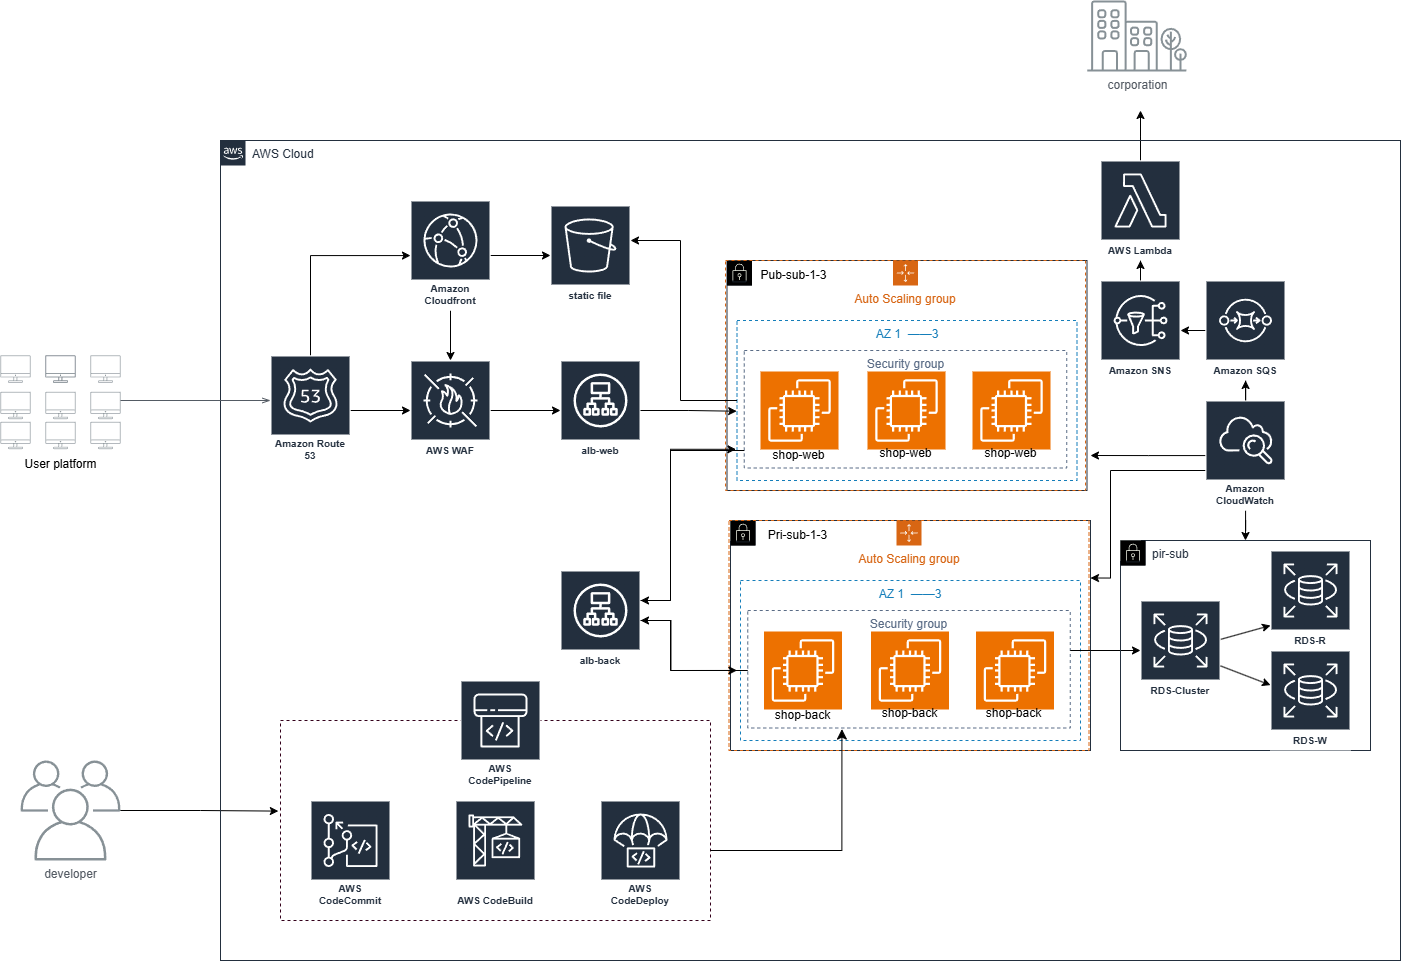 corporation
aws
AWS Cloud
AWS Lambda
Amazon
Cloudfront
static file
Pub-sub-1-3
Auto Scaling group
AZ 1 ——3
Security group
shop-web
shop-web
shop-web
Amazon SNS
Amazon SQS
53
Amazon Route
53
AWS WAF
alb-web
User platform
Amazon
CloudWatch
Pri-sub-1-3
Auto Scaling group
AZ 1 ——3
Security group
shop-back
shop-back
shop-back
alb-back
pir-sub
RDS-Cluster
RDS-R
RDS-W
</>
AWS
CodePipeline
</>
AWS
CodeCommit
</>
AWS CodeBuild
</>
AWS
CodeDeploy
developer